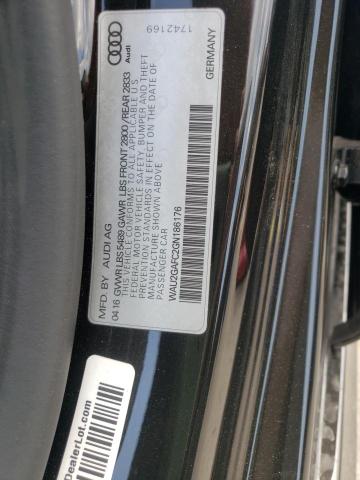 Audi
1742169
MFD. BY AUDI AG
GERMANY
04 16 GVWR LBS 5489 GAWR LBS FRONT 2800 / REAR 2833
THIS VEHICLE CONFORMS TO ALL APPLICABLE U S
FEDERAL MOTOR VEHICLE SAFETY, BUMPER AND THEFT
PREVENTION STANDARDS IN EFFECT ON THE DATE OF
MANUFACTURE SHOWN ABOVE
PASSENGER CAR
WAU2GAFC2GN186176
DealerLot.com